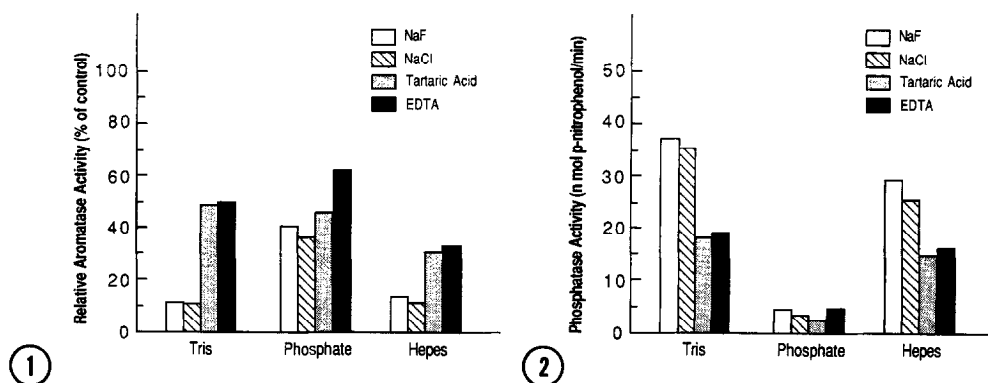 NaF
NaCl
Tartaric Acid
EDTA
Relative Aromatase Activity (% of control)
100
80
60
40
20
0
Tris Phosphate Hepes
1
NaF
NaCl
Tartaric Acid
EDTA
Phosphatase Activity (n mol p-nitrophenol/min)
50
40
30
20
10
0
Tris Phosphate Hepes
2